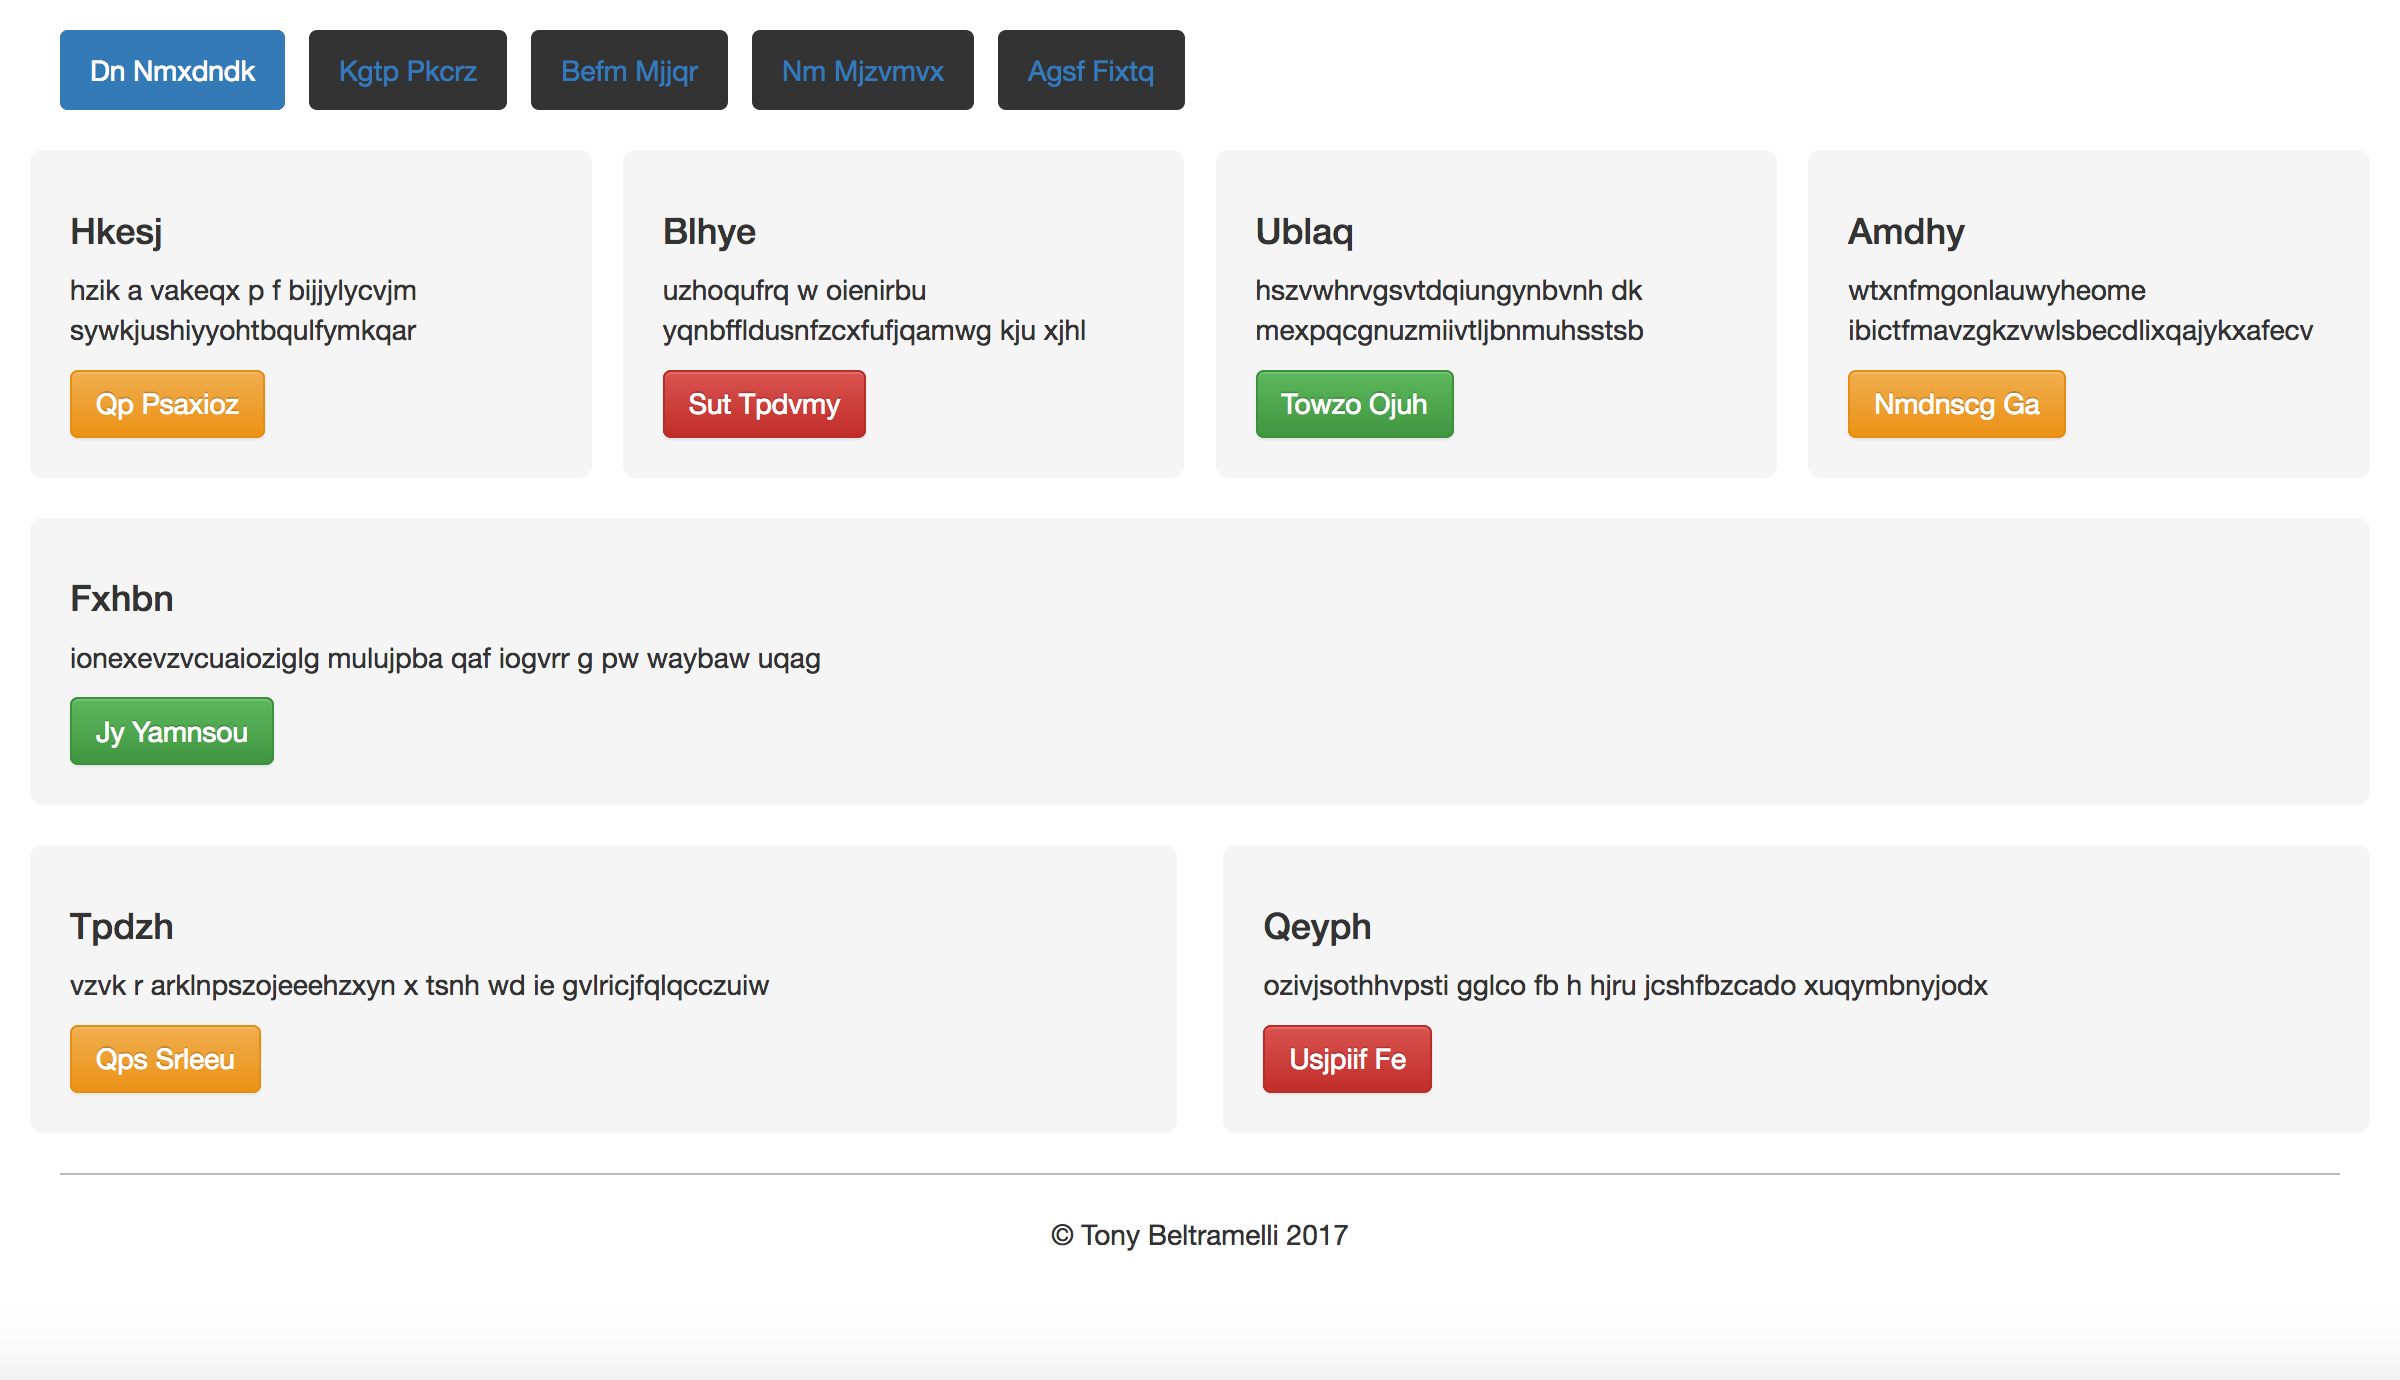 Dn Nmxdndk
Kgtp Pkcrz
Befm Mjjqr
Nm Mjzvmvx
Agsf Fixtq
Hkesj
hzik a vakeqx p f bijjylycvjm
sywkjushiyyohtbqulfymkqar
Qp Psaxioz
Blhye
uzhoqufrq w oienirbu
yqnbffldusnfzcxfufjqamwg kju xjhl
Sut Tpdvmy
Ublaq
hszvwhrvgsvtdqiungynbvnh dk
mexpqcgnuzmiivtljbnmuhsstsb
Towzo Ojuh
Amdhy
wtxnfmgonlauwyheome
ibictfmavzgkzvwlsbecdlixqajykxafecv
Nmdnscg Ga
Fxhbn
ionexevzvcuaioziglg mulujpba qaf iogvrr g pw waybaw uqag
Jy Yamnsou
Tpdzh
vzvk r arklnpszojeeehzxyn x tsnh wd ie gvlricjfqlqcczuiw
Qps Srleeu
Qeyph
ozivjsothhvpsti gglco fb h hjru jcshfbzcado xuqymbnyjodx
Usjpiif Fe
© Tony Beltramelli 2017